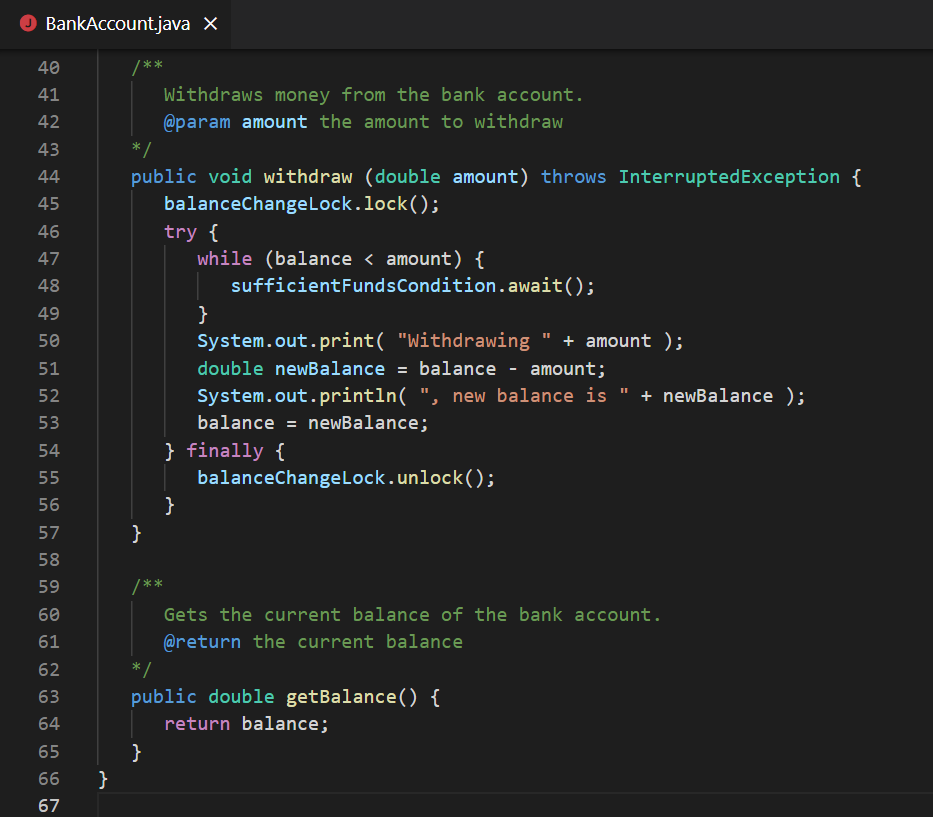 J BankAccount.java ×
40 /**
41 Withdraws money from the bank account.
42 @param amount the amount to withdraw
43 */
44 public void withdraw (double amount) throws InterruptedException {
45 balanceChangeLock.lock();
46 try {
47 while (balance < amount) {
48 sufficientFundsCondition.await();
49 }
50 System.out.print( "Withdrawing " + amount );
51 double newBalance = balance - amount;
52 System.out.println( ", new balance is " + newBalance );
53 balance = newBalance;
54 } finally {
55 balanceChangeLock.unlock();
56 }
57 }
58
59 /**
60 Gets the current balance of the bank account.
61 @return the current balance
62 */
63 public double getBalance() {
64 return balance;
65 }
66 }
67